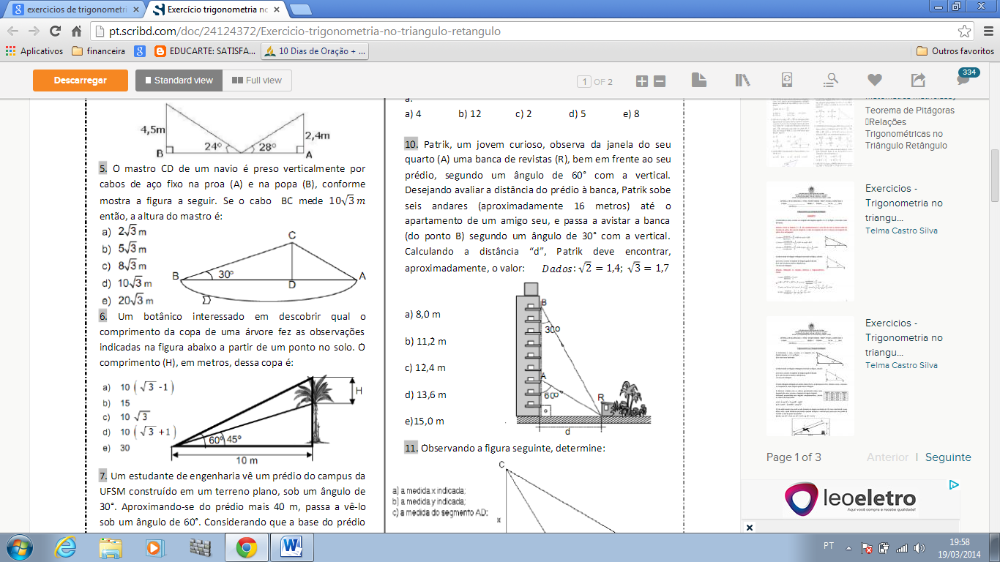 exercicios de trigonometri
Exercício trigonometria no
pt.scribd.com/doc/24124372/Exercicio-trigonometria-no-triangulo-retangulo
Aplicativos
financeira
EDUCARTE: SATISFA...
10 Dias de Oração + ...
Outros favoritos
Descarregar
Standard view
Full view
1 OF 2
334
4,5m
B
24°
28°
2,4m
5. O mastro CD de um navio é preso verticalmente por
cabos de aço fixo na proa (A) e na popa (B), conforme
mostra a figura a seguir. Se o cabo BC mede 10√3 m
então, a altura do mastro é:
a) 2√3 m
b) 5√3 m
c) 8√3 m
d) 10√3 m
e) 20√3 m
C
B
30°
D
A
D
6. Um botânico interessado em descobrir qual o
comprimento da copa de uma árvore fez as observações
indicadas na figura abaixo a partir de um ponto no solo. O
comprimento (H), em metros, dessa copa é:
a) 10 ( √3 -1 )
b) 15
c) 10 √3
d) 10 ( √3 +1 )
e) 30
H
60° 45°
10 m
7. Um estudante de engenharia vê um prédio do campus da
UFSM construído em um terreno plano, sob um ângulo de
30°. Aproximando-se do prédio mais 40 m, passa a vê-lo
sob um ângulo de 60°. Considerando que a base do prédio
a:
a) 4 b) 12 c) 2 d) 5 e) 8
10. Patrik, um jovem curioso, observa da janela do seu
quarto (A) uma banca de revistas (R), bem em frente ao seu
prédio, segundo um ângulo de 60° com a vertical.
Desejando avaliar a distância do prédio à banca, Patrik sobe
seis andares (aproximadamente 16 metros) até o
apartamento de um amigo seu, e passa a avistar a banca
(do ponto B) segundo um ângulo de 30° com a vertical.
Calculando a distância “d”, Patrik deve encontrar,
aproximadamente, o valor: Dados: √2 = 1,4; √3 = 1,7
a) 8,0 m
b) 11,2 m
c) 12,4 m
d) 13,6 m
e)15,0 m
B
30°
A
60°
R
d
11. Observando a figura seguinte, determine:
a) a medida x indicada;
b) a medida y indicada;
c) a medida do segmento AD;
C
x
Teorema de Pitágoras
Relações
Trigonométricas no
Triângulo Retângulo
Exercicios -
Trigonometria no
triangu...
Telma Castro Silva
Exercicios -
Trigonometria no
triangu...
Telma Castro Silva
Page 1 of 3
Anterior | Seguinte
leoeletro
Aqui você compra e recebe qualidade!
PT
19:58
19/03/2014